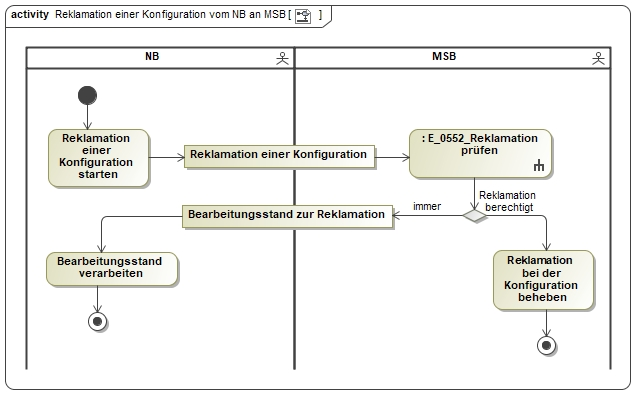 activity Reklamation einer Konfiguration vom NB an MSB [ ]
NB
MSB
Reklamation
einer
Konfiguration
starten
Reklamation einer Konfiguration
: E_0552_Reklamation
prüfen
Reklamation
berechtigt
immer
Bearbeitungsstand zur Reklamation
Bearbeitungsstand
verarbeiten
Reklamation
bei der
Konfiguration
beheben